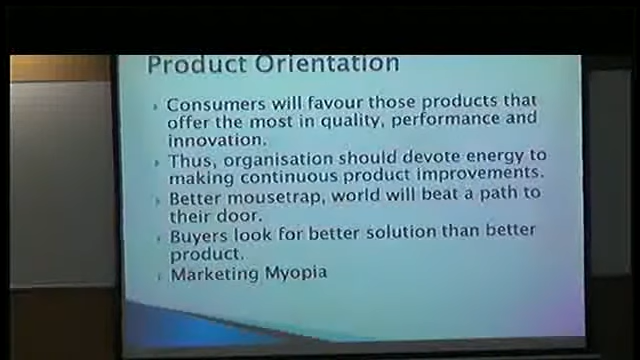 Product Orientation
Consumers will favour those products that
offer the most in quality, performance and
innovation.
Thus, organisation should devote energy to
making continuous product improvements.
Better mousetrap, world will beat a path to
their door.
Buyers look for better solution than better
product.
Marketing Myopia